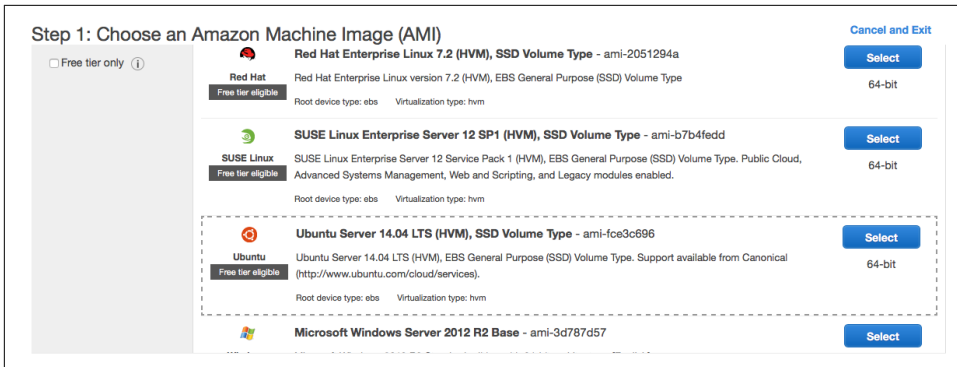 Step 1: Choose an Amazon Machine Image (AMI)
Cancel and Exit
Free tier only
Red Hat
Free tier eligible
Red Hat Enterprise Linux 7.2 (HVM), SSD Volume Type - ami-2051294a
Red Hat Enterprise Linux version 7.2 (HVM), EBS General Purpose (SSD) Volume Type
Root device type: ebs Virtualization type: hvm
Select
64-bit
SUSE Linux
Free tier eligible
SUSE Linux Enterprise Server 12 SP1 (HVM), SSD Volume Type - ami-b7b4fedd
SUSE Linux Enterprise Server 12 Service Pack 1 (HVM), EBS General Purpose (SSD) Volume Type. Public Cloud,
Advanced Systems Management, Web and Scripting, and Legacy modules enabled.
Root device type: ebs Virtualization type: hvm
Select
64-bit
Ubuntu
Free tier eligible
Ubuntu Server 14.04 LTS (HVM), SSD Volume Type - ami-fce3c696
Ubuntu Server 14.04 LTS (HVM), EBS General Purpose (SSD) Volume Type. Support available from Canonical
(http://www.ubuntu.com/cloud/services).
Root device type: ebs Virtualization type: hvm
Select
64-bit
Microsoft Windows Server 2012 R2 Base - ami-3d787d57
Select